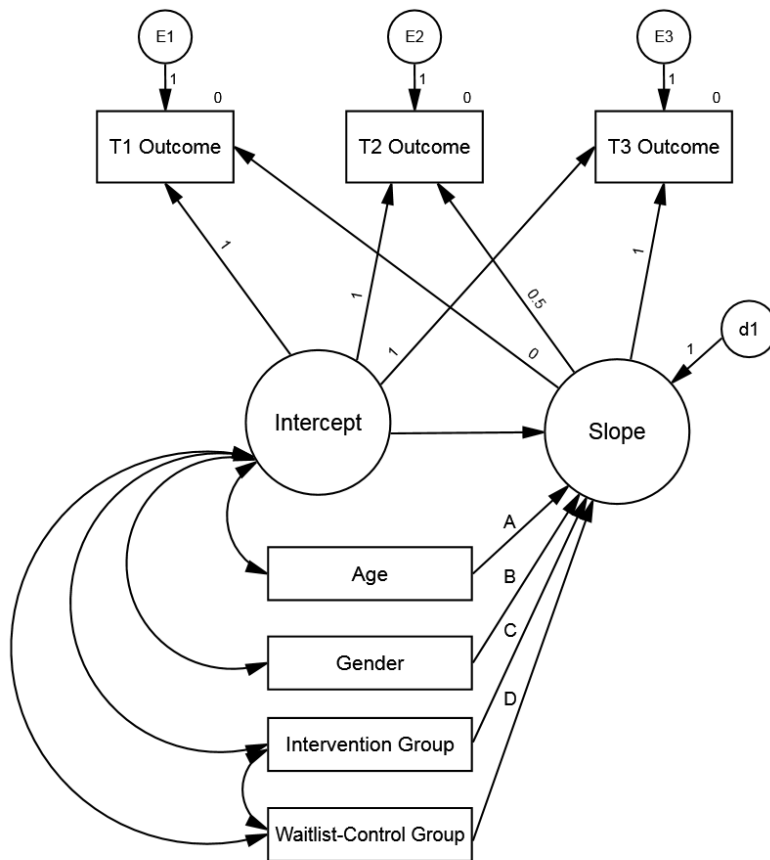 E1
E2
E3
1
1
1
0
0
0
T1 Outcome
T2 Outcome
T3 Outcome
1
1
1
0
0.5
1
1
d1
Intercept
Slope
A
Age
B
Gender
C
Intervention Group
D
Waitlist-Control Group